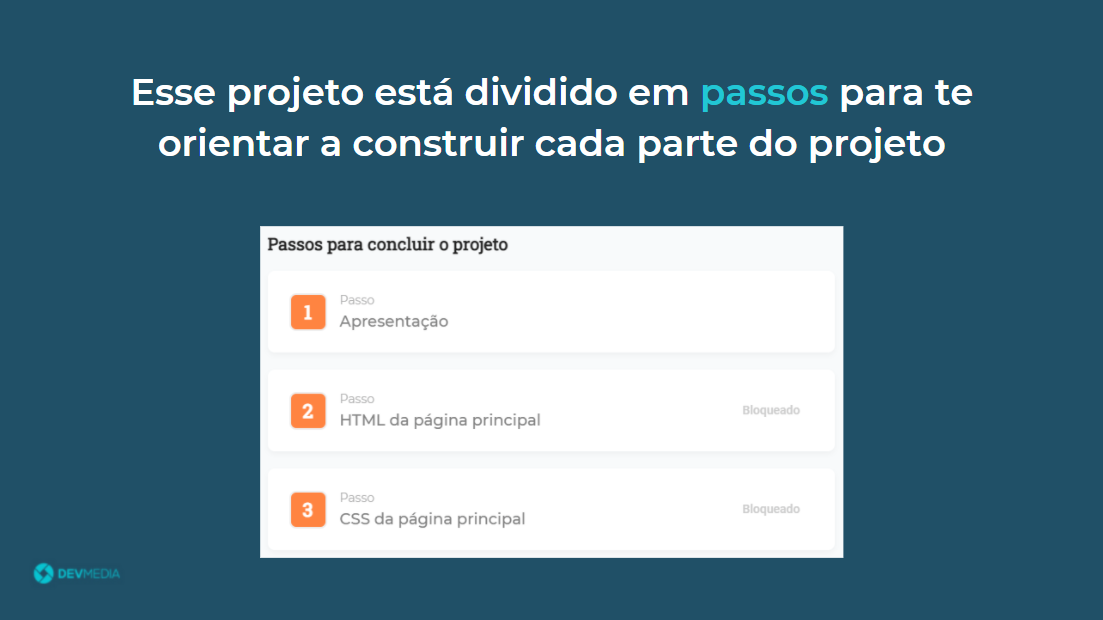 Esse projeto está dividido em passos para te
orientar a construir cada parte do projeto
Passos para concluir o projeto
1
Passo
Apresentação
2
Passo
HTML da página principal
Bloqueado
3
Passo
CSS da página principal
Bloqueado
DEVMEDIA